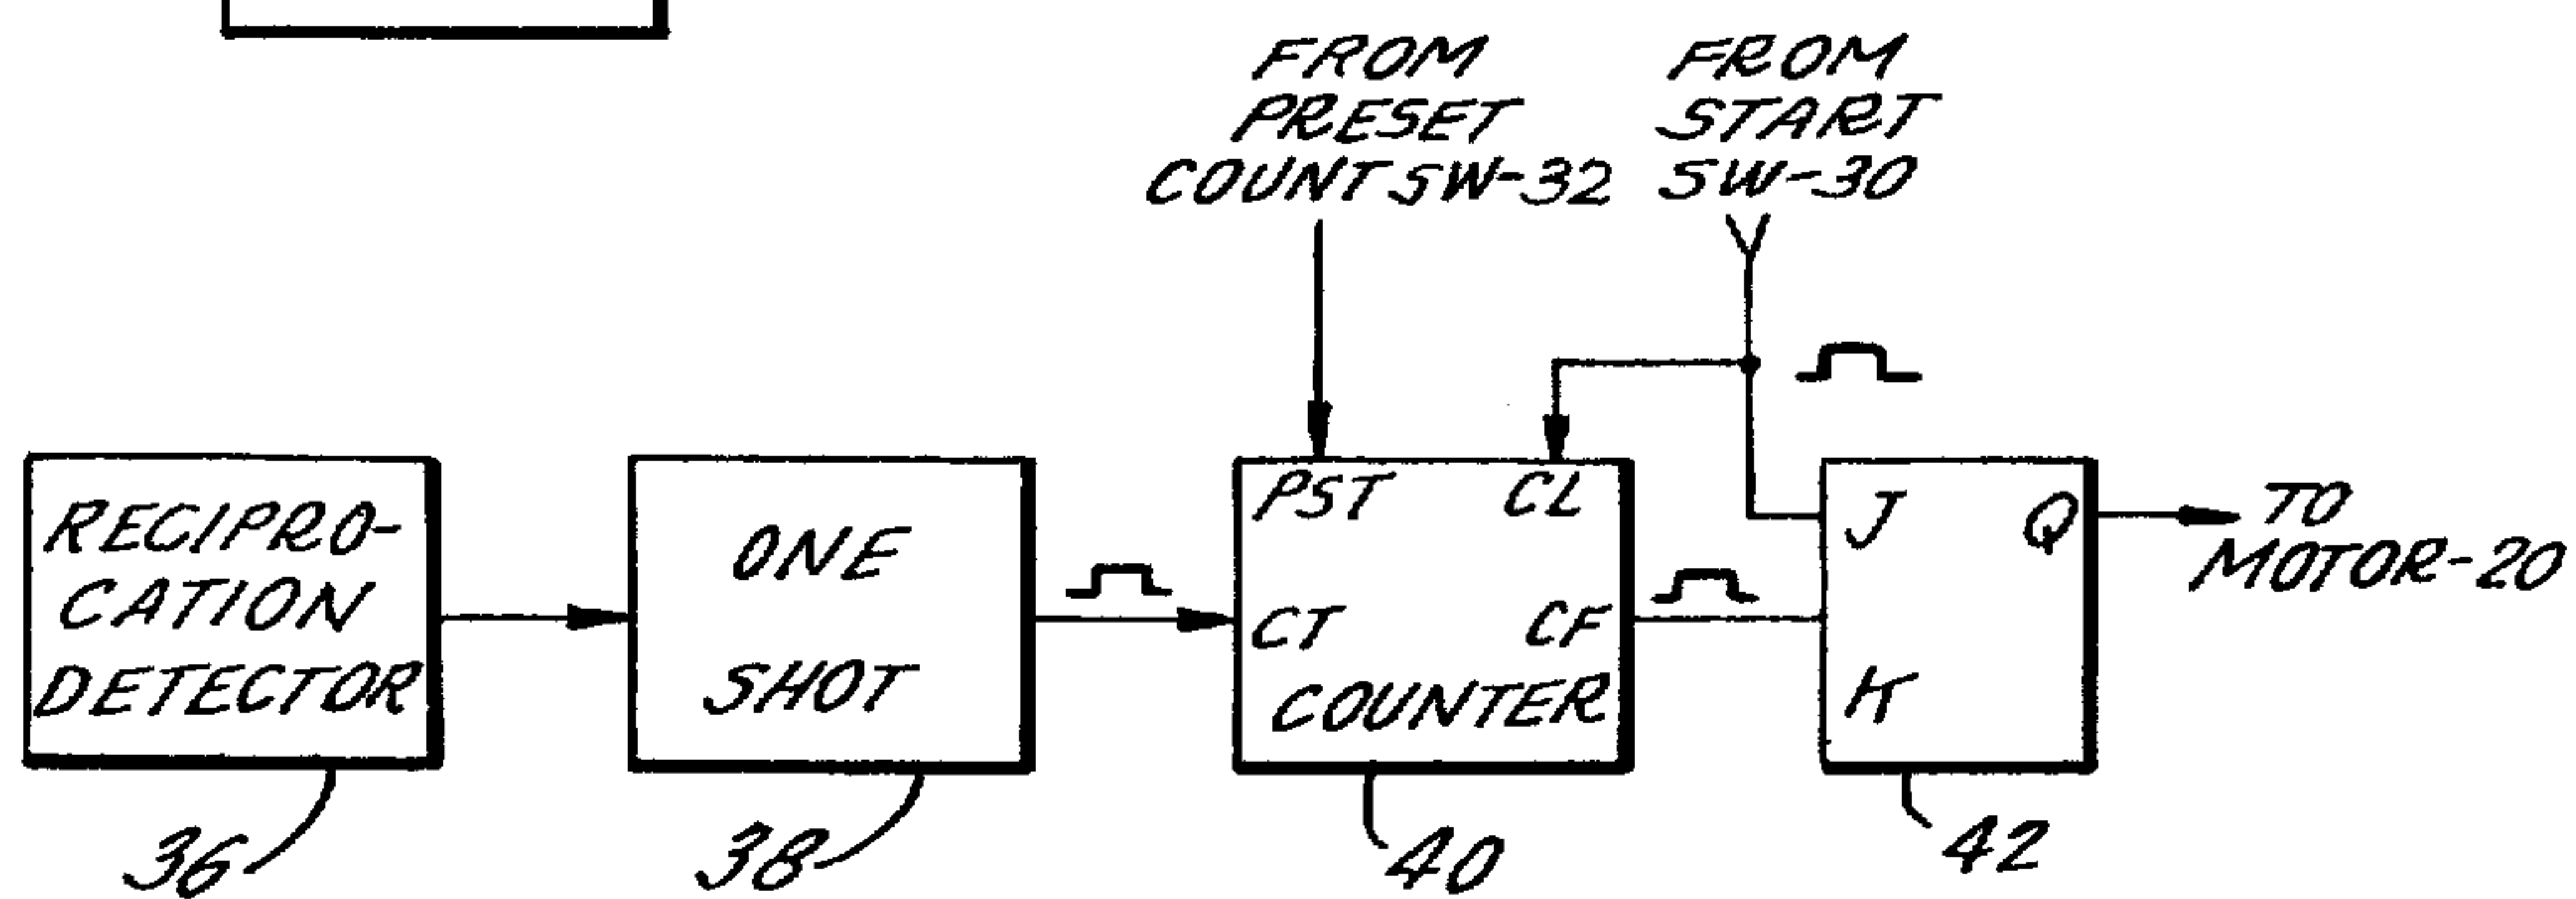 FROM
PRESET
COUNT SW-32
FROM
START
SW-30
RECIPRO-
CATION
DETECTOR
ONE
SHOT
PST CL
CT CF
COUNTER
J Q
K
TO
MOTOR-20
36
38
40
42